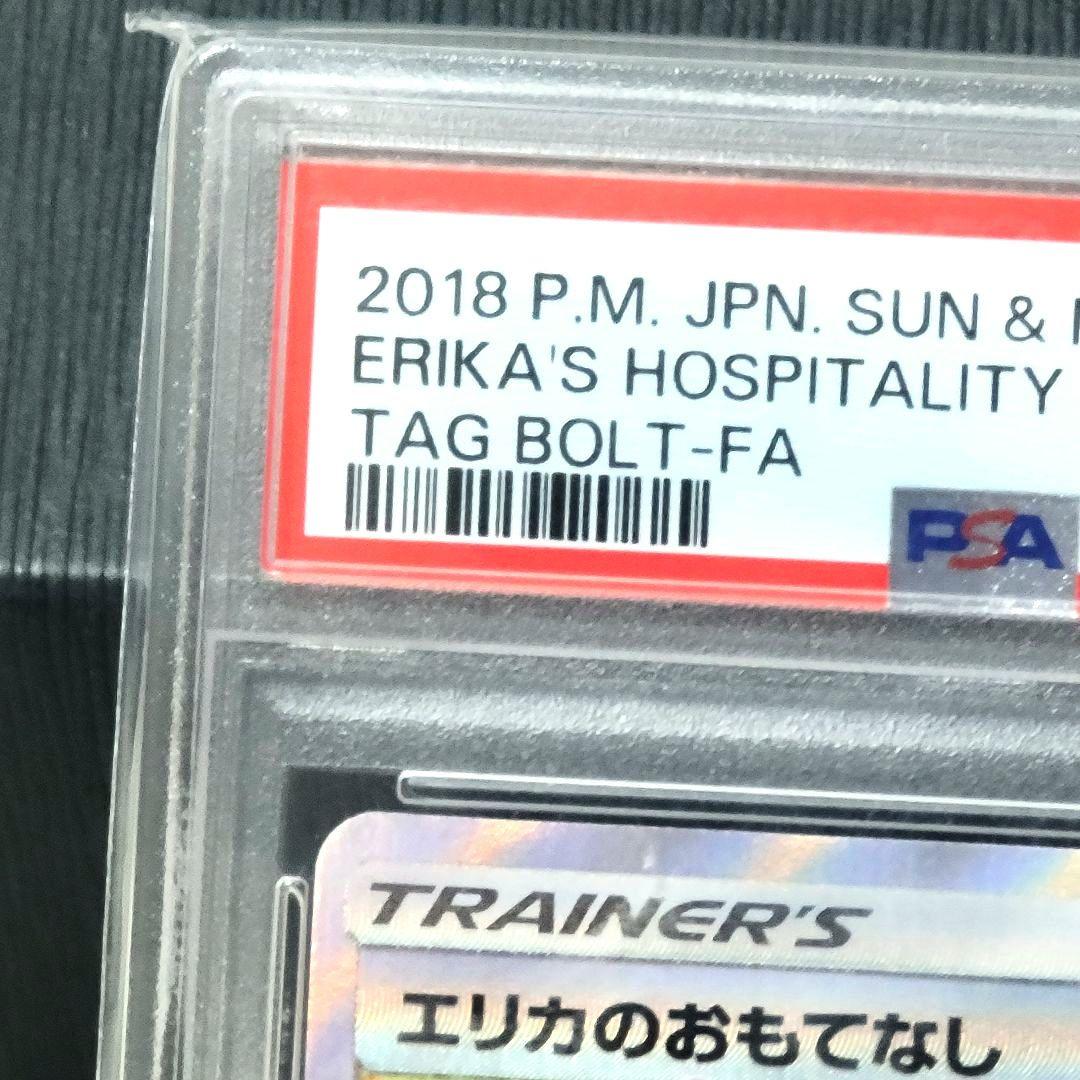 2018 P.M. JPN. SUN &
ERIKA'S HOSPITALITY
TAG BOLT-FA
PSA
TRAINER'S
エリカのおもてなし